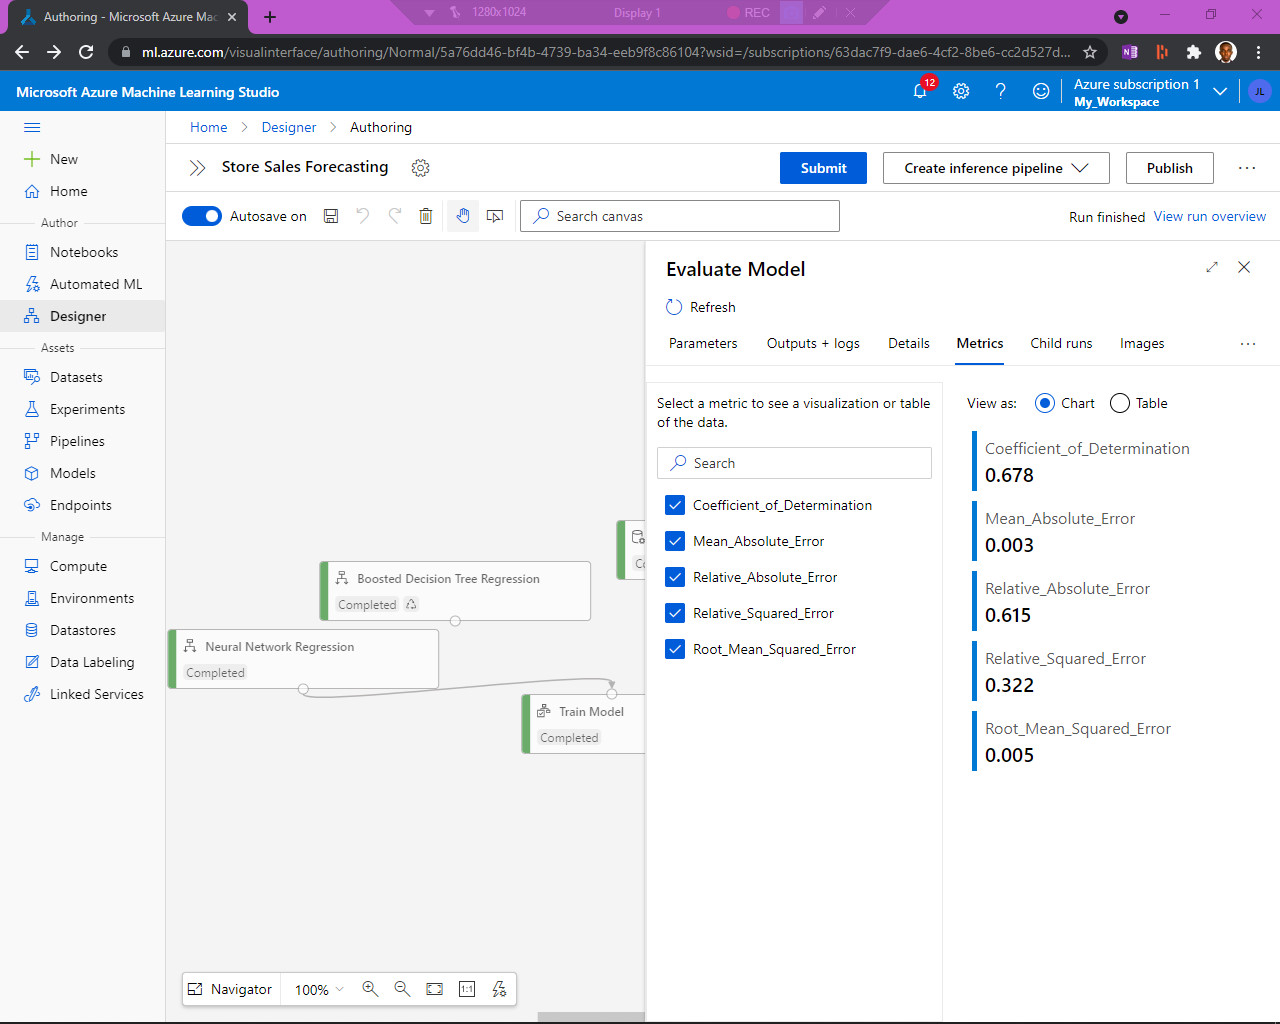 Authoring - Microsoft Azure Mac
1280x1024
Display 1
REC
ml.azure.com/visualinterface/authoring/Normal/5a76dd46-bf4b-4739-ba34-eeb9f8c86104?wsid=/subscriptions/63dac7f9-dae6-4cf2-8be6-cc2d527d...
Microsoft Azure Machine Learning Studio
12
Azure subscription 1
My_Workspace
JL
Home > Designer > Authoring
New
Home
Author
Notebooks
Automated ML
Designer
Assets
Datasets
Experiments
Pipelines
Models
Endpoints
Manage
Compute
Environments
Datastores
Data Labeling
Linked Services
Store Sales Forecasting
Submit
Create inference pipeline
Publish
Autosave on
Search canvas
Run finished View run overview
Boosted Decision Tree Regression
Completed
Neural Network Regression
Completed
Train Model
Completed
Co
Navigator
100%
1:1
Evaluate Model
Refresh
Parameters Outputs + logs Details Metrics Child runs Images
Select a metric to see a visualization or table
of the data.
Search
Coefficient_of_Determination
Mean_Absolute_Error
Relative_Absolute_Error
Relative_Squared_Error
Root_Mean_Squared_Error
View as: Chart Table
Coefficient_of_Determination
0.678
Mean_Absolute_Error
0.003
Relative_Absolute_Error
0.615
Relative_Squared_Error
0.322
Root_Mean_Squared_Error
0.005